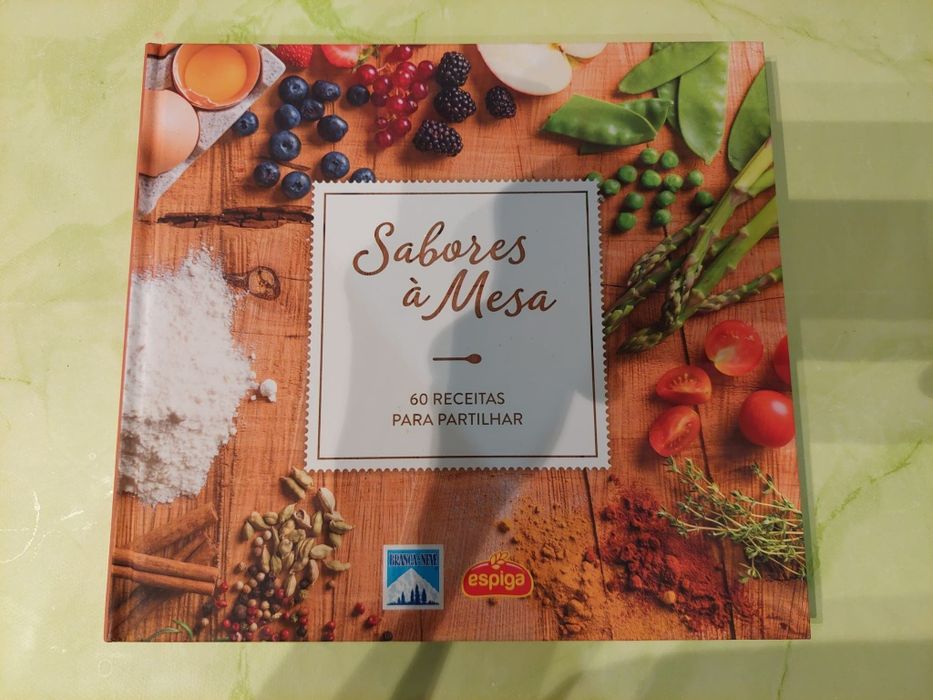 Sabores
à Mesa
60 RECEITAS
PARA PARTILHAR
BRANCA-DE-NEVE
espiga